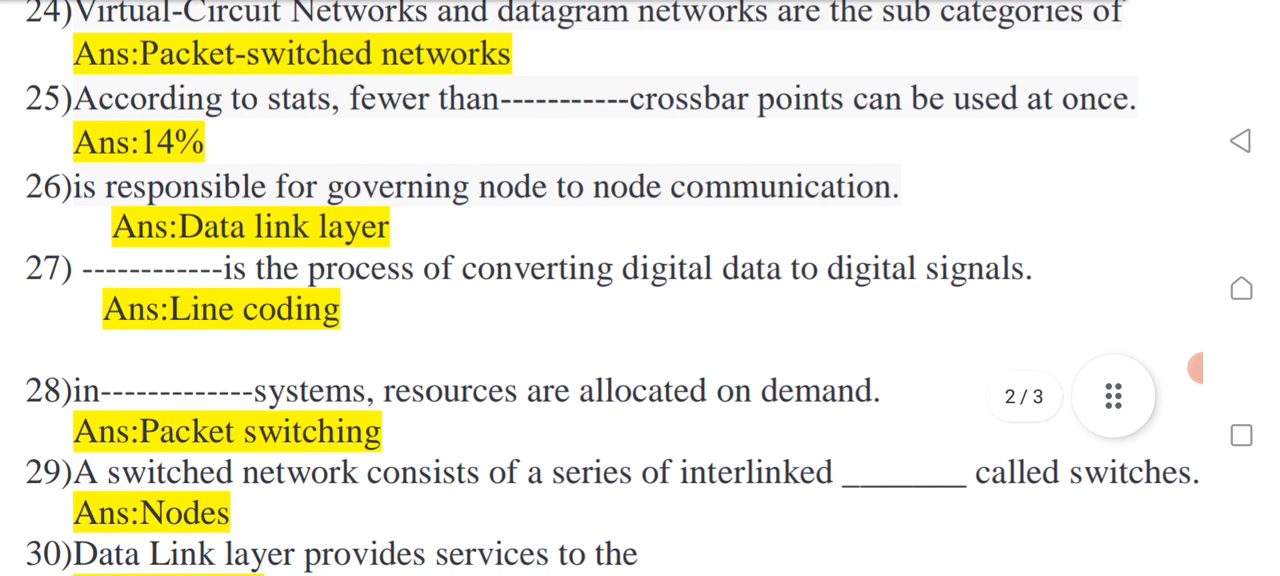 24)Virtual-Circuit Networks and datagram networks are the sub categories of
Ans:Packet-switched networks
25)According to stats, fewer than-----------crossbar points can be used at once.
Ans:14%
26)is responsible for governing node to node communication.
Ans:Data link layer
27) ------------is the process of converting digital data to digital signals.
Ans:Line coding
28)in-------------systems, resources are allocated on demand.
2 / 3
Ans:Packet switching
29)A switched network consists of a series of interlinked ________ called switches.
Ans:Nodes
30)Data Link layer provides services to the